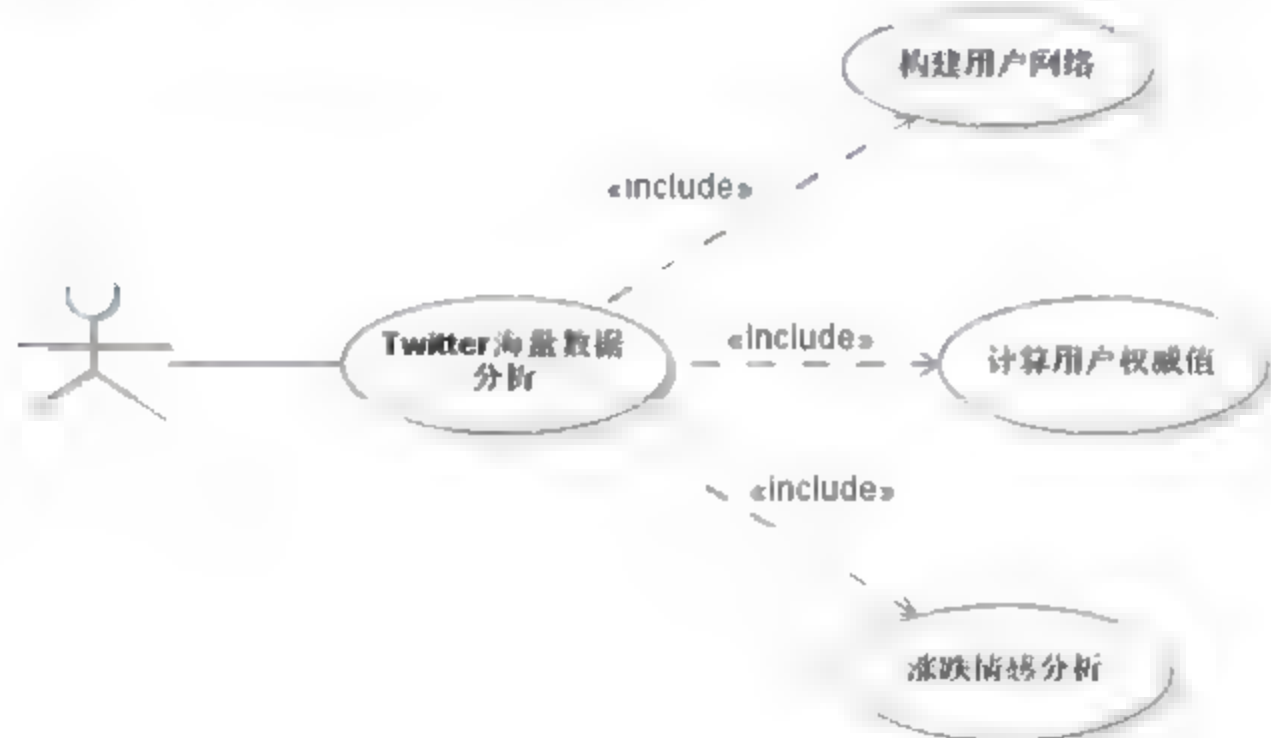 构建用户网络
«include»
Twitter海量数据
分析
«include»
计算用户权威值
«include»
涨跌情感分析